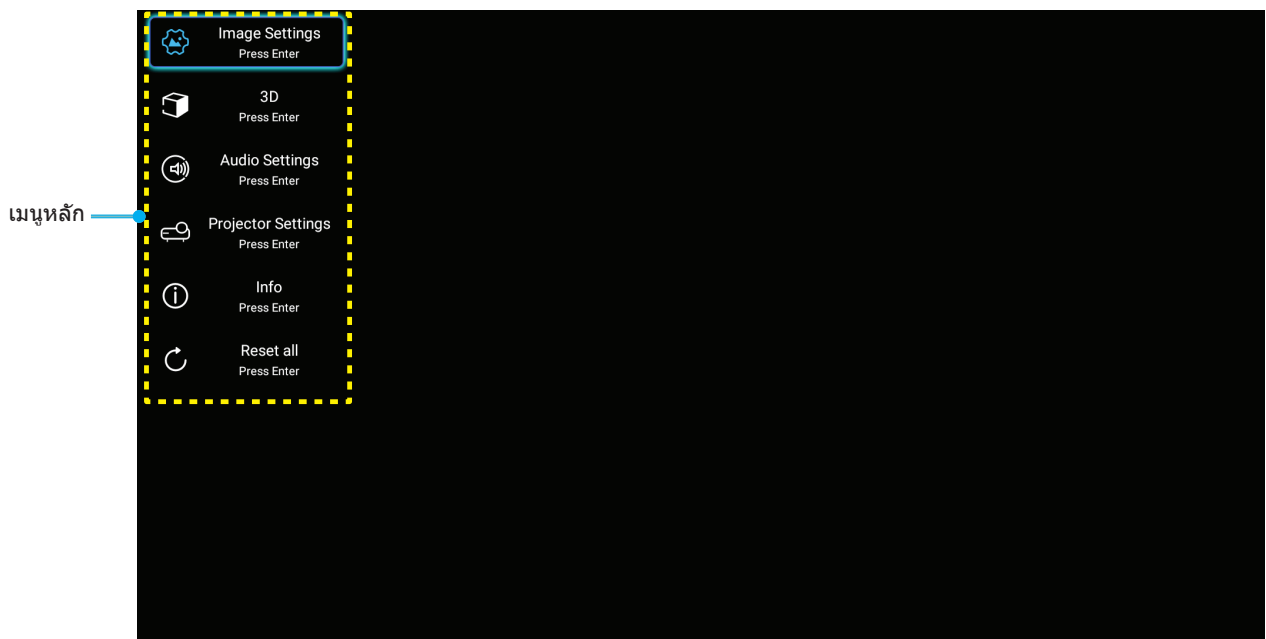 Image Settings
Press Enter
3D
Press Enter
Audio Settings
Press Enter
เมนูหลัก
Projector Settings
Press Enter
Info
Press Enter
Reset all
Press Enter